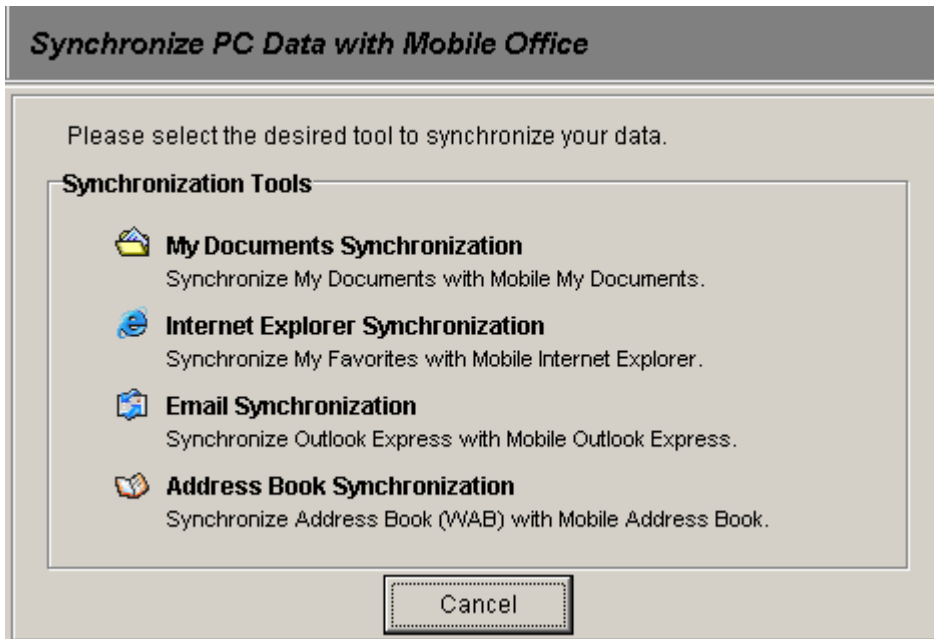 Synchronize PC Data with Mobile Office
Please select the desired tool to synchronize your data.
Synchronization Tools
My Documents Synchronization
Synchronize My Documents with Mobile My Documents.
Internet Explorer Synchronization
Synchronize My Favorites with Mobile Internet Explorer.
Email Synchronization
Synchronize Outlook Express with Mobile Outlook Express.
Address Book Synchronization
Synchronize Address Book (WAB) with Mobile Address Book.
Cancel